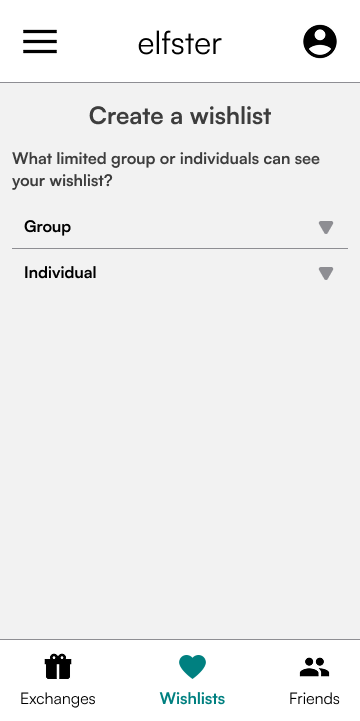 elfster
Create a wishlist
What limited group or individuals can see
your wishlist?
Group
Individual
Exchanges
Wishlists
Friends